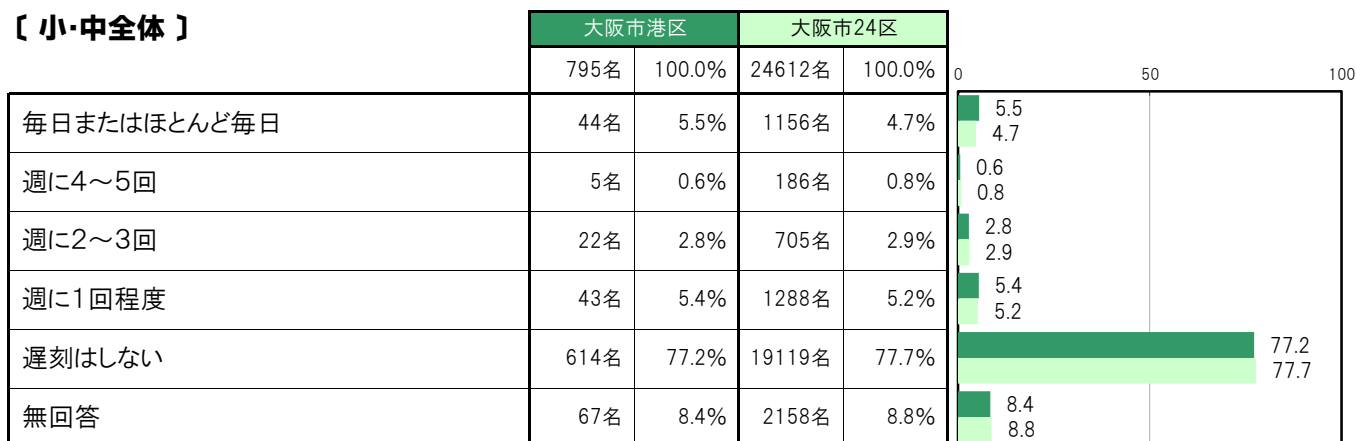 〔 小・中全体 〕
大阪市港区 大阪市24区
795名 100.0% 24612名 100.0% 0 50 100
毎日またはほとんど毎日 44名 5.5% 1156名 4.7% 5.5
4.7
週に4～5回 5名 0.6% 186名 0.8% 0.6
0.8
週に2～3回 22名 2.8% 705名 2.9% 2.8
2.9
週に1回程度 43名 5.4% 1288名 5.2% 5.4
5.2
遅刻はしない 614名 77.2% 19119名 77.7% 77.2
77.7
無回答 67名 8.4% 2158名 8.8% 8.4
8.8